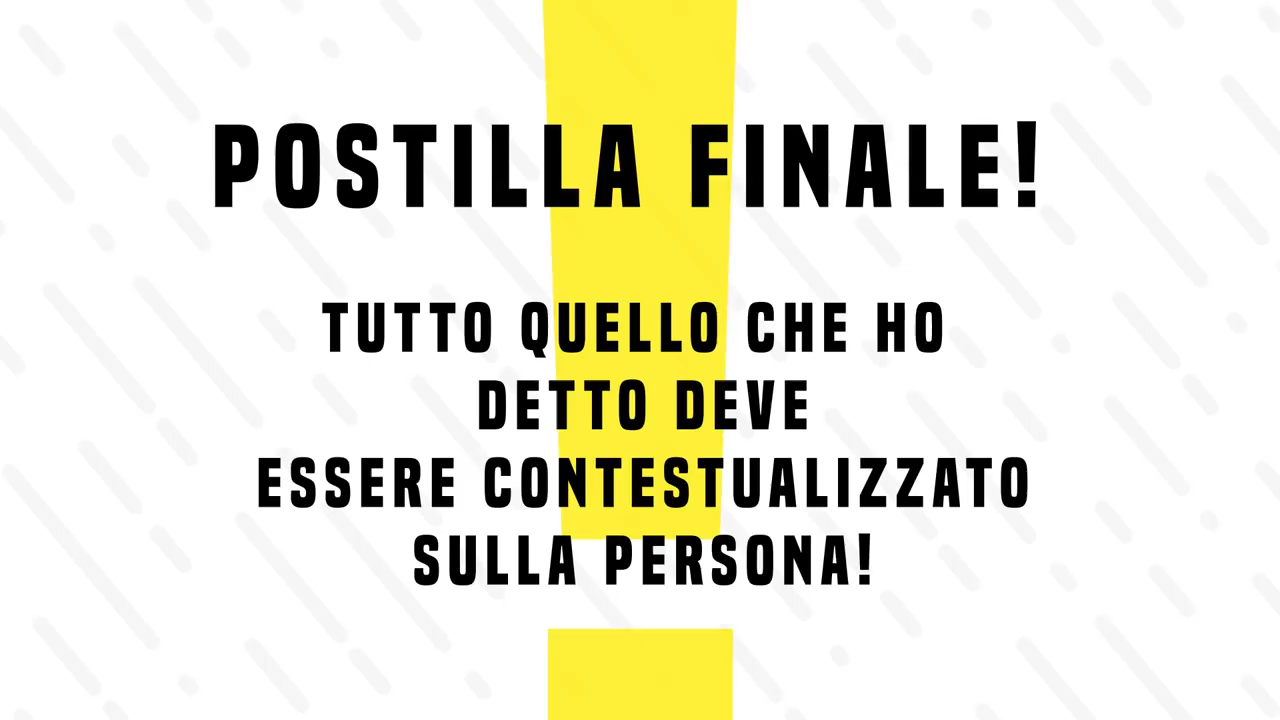 POSTILLA FINALE!
TUTTO QUELLO CHE HO
DETTO DEVE
ESSERE CONTESTUALIZZATO
SULLA PERSONA!